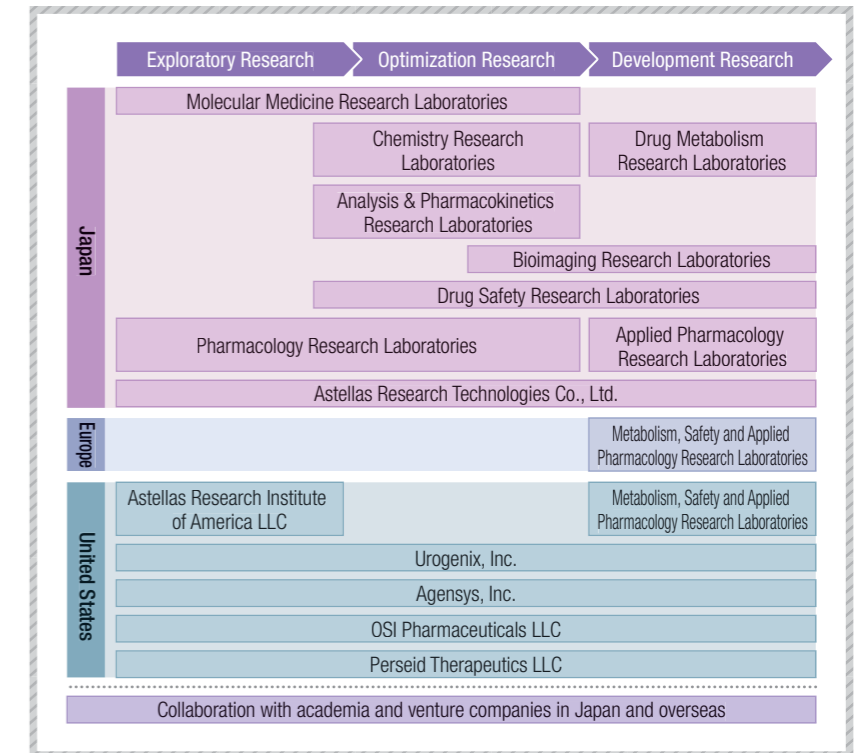 Exploratory Research
Optimization Research
Development Research
Japan
Molecular Medicine Research Laboratories
Chemistry Research
Laboratories
Drug Metabolism
Research Laboratories
Analysis & Pharmacokinetics
Research Laboratories
Bioimaging Research Laboratories
Drug Safety Research Laboratories
Pharmacology Research Laboratories
Applied Pharmacology
Research Laboratories
Astellas Research Technologies Co., Ltd.
Europe
Metabolism, Safety and Applied
Pharmacology Research Laboratories
United States
Astellas Research Institute
of America LLC
Metabolism, Safety and Applied
Pharmacology Research Laboratories
Urogenix, Inc.
Agensys, Inc.
OSI Pharmaceuticals LLC
Perseid Therapeutics LLC
Collaboration with academia and venture companies in Japan and overseas